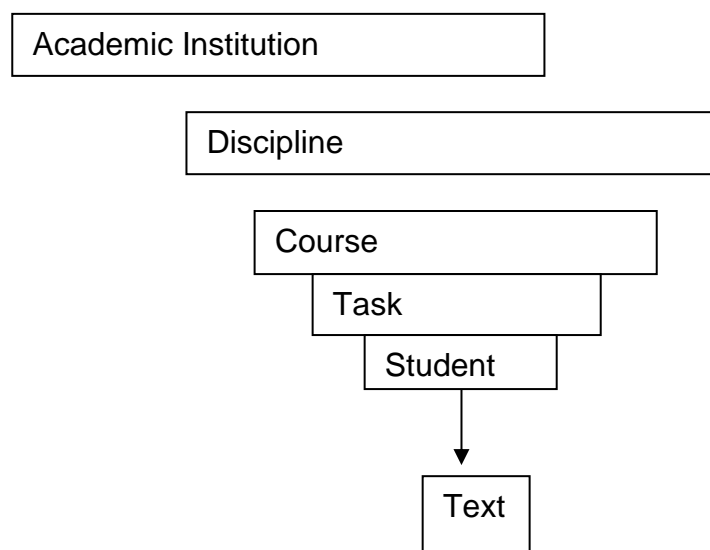 Academic Institution
Discipline
Course
Task
Student
Text